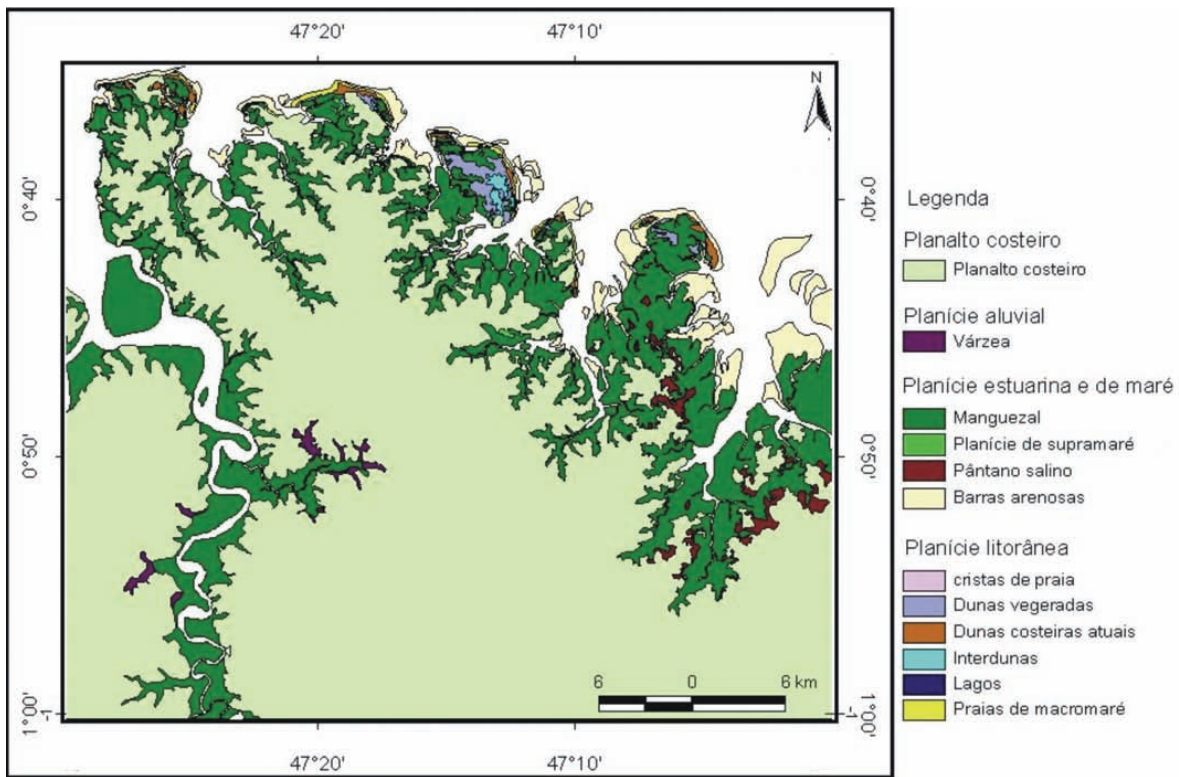 47°20'
47°10'
N
0°40'
0°40'
0°50'
0°50'
1°00'
1°00'
47°20'
47°10'
6 0 6 km
Legenda
Planalto costeiro
Planalto costeiro
Planície aluvial
Várzea
Planície estuarina e de maré
Manguezal
Planície de supramaré
Pântano salino
Barras arenosas
Planície litorânea
cristas de praia
Dunas vegeradas
Dunas costeiras atuais
Interdunas
Lagos
Praias de macromaré